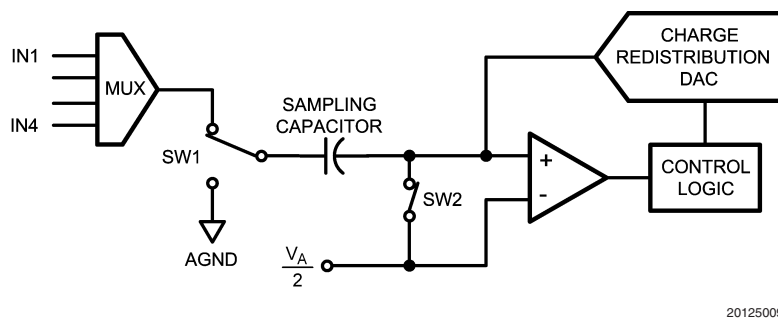 IN1
IN4
MUX
SW1
AGND
SAMPLING
CAPACITOR
SW2
V_A
2
+
-
CHARGE
REDISTRIBUTION
DAC
CONTROL
LOGIC